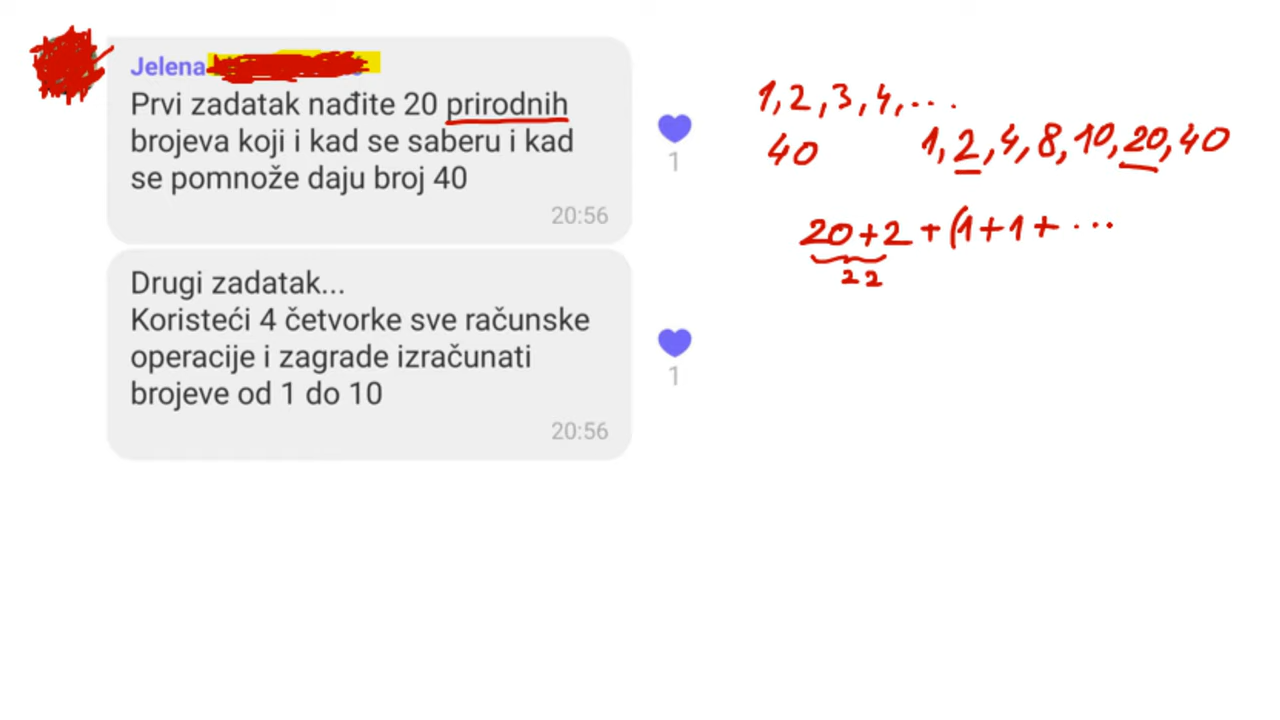 Jelena
Prvi zadatak nađite 20 prirodnih
brojeva koji i kad se saberu i kad
se pomnože daju broj 40
20:56
1
Drugi zadatak...
Koristeći 4 četvorke sve računske
operacije i zagrade izračunati
brojeve od 1 do 10
20:56
1
1, 2, 3, 4, ...
40 1, 2, 4, 8, 10, 20, 40
20+2+(1+1+...
22